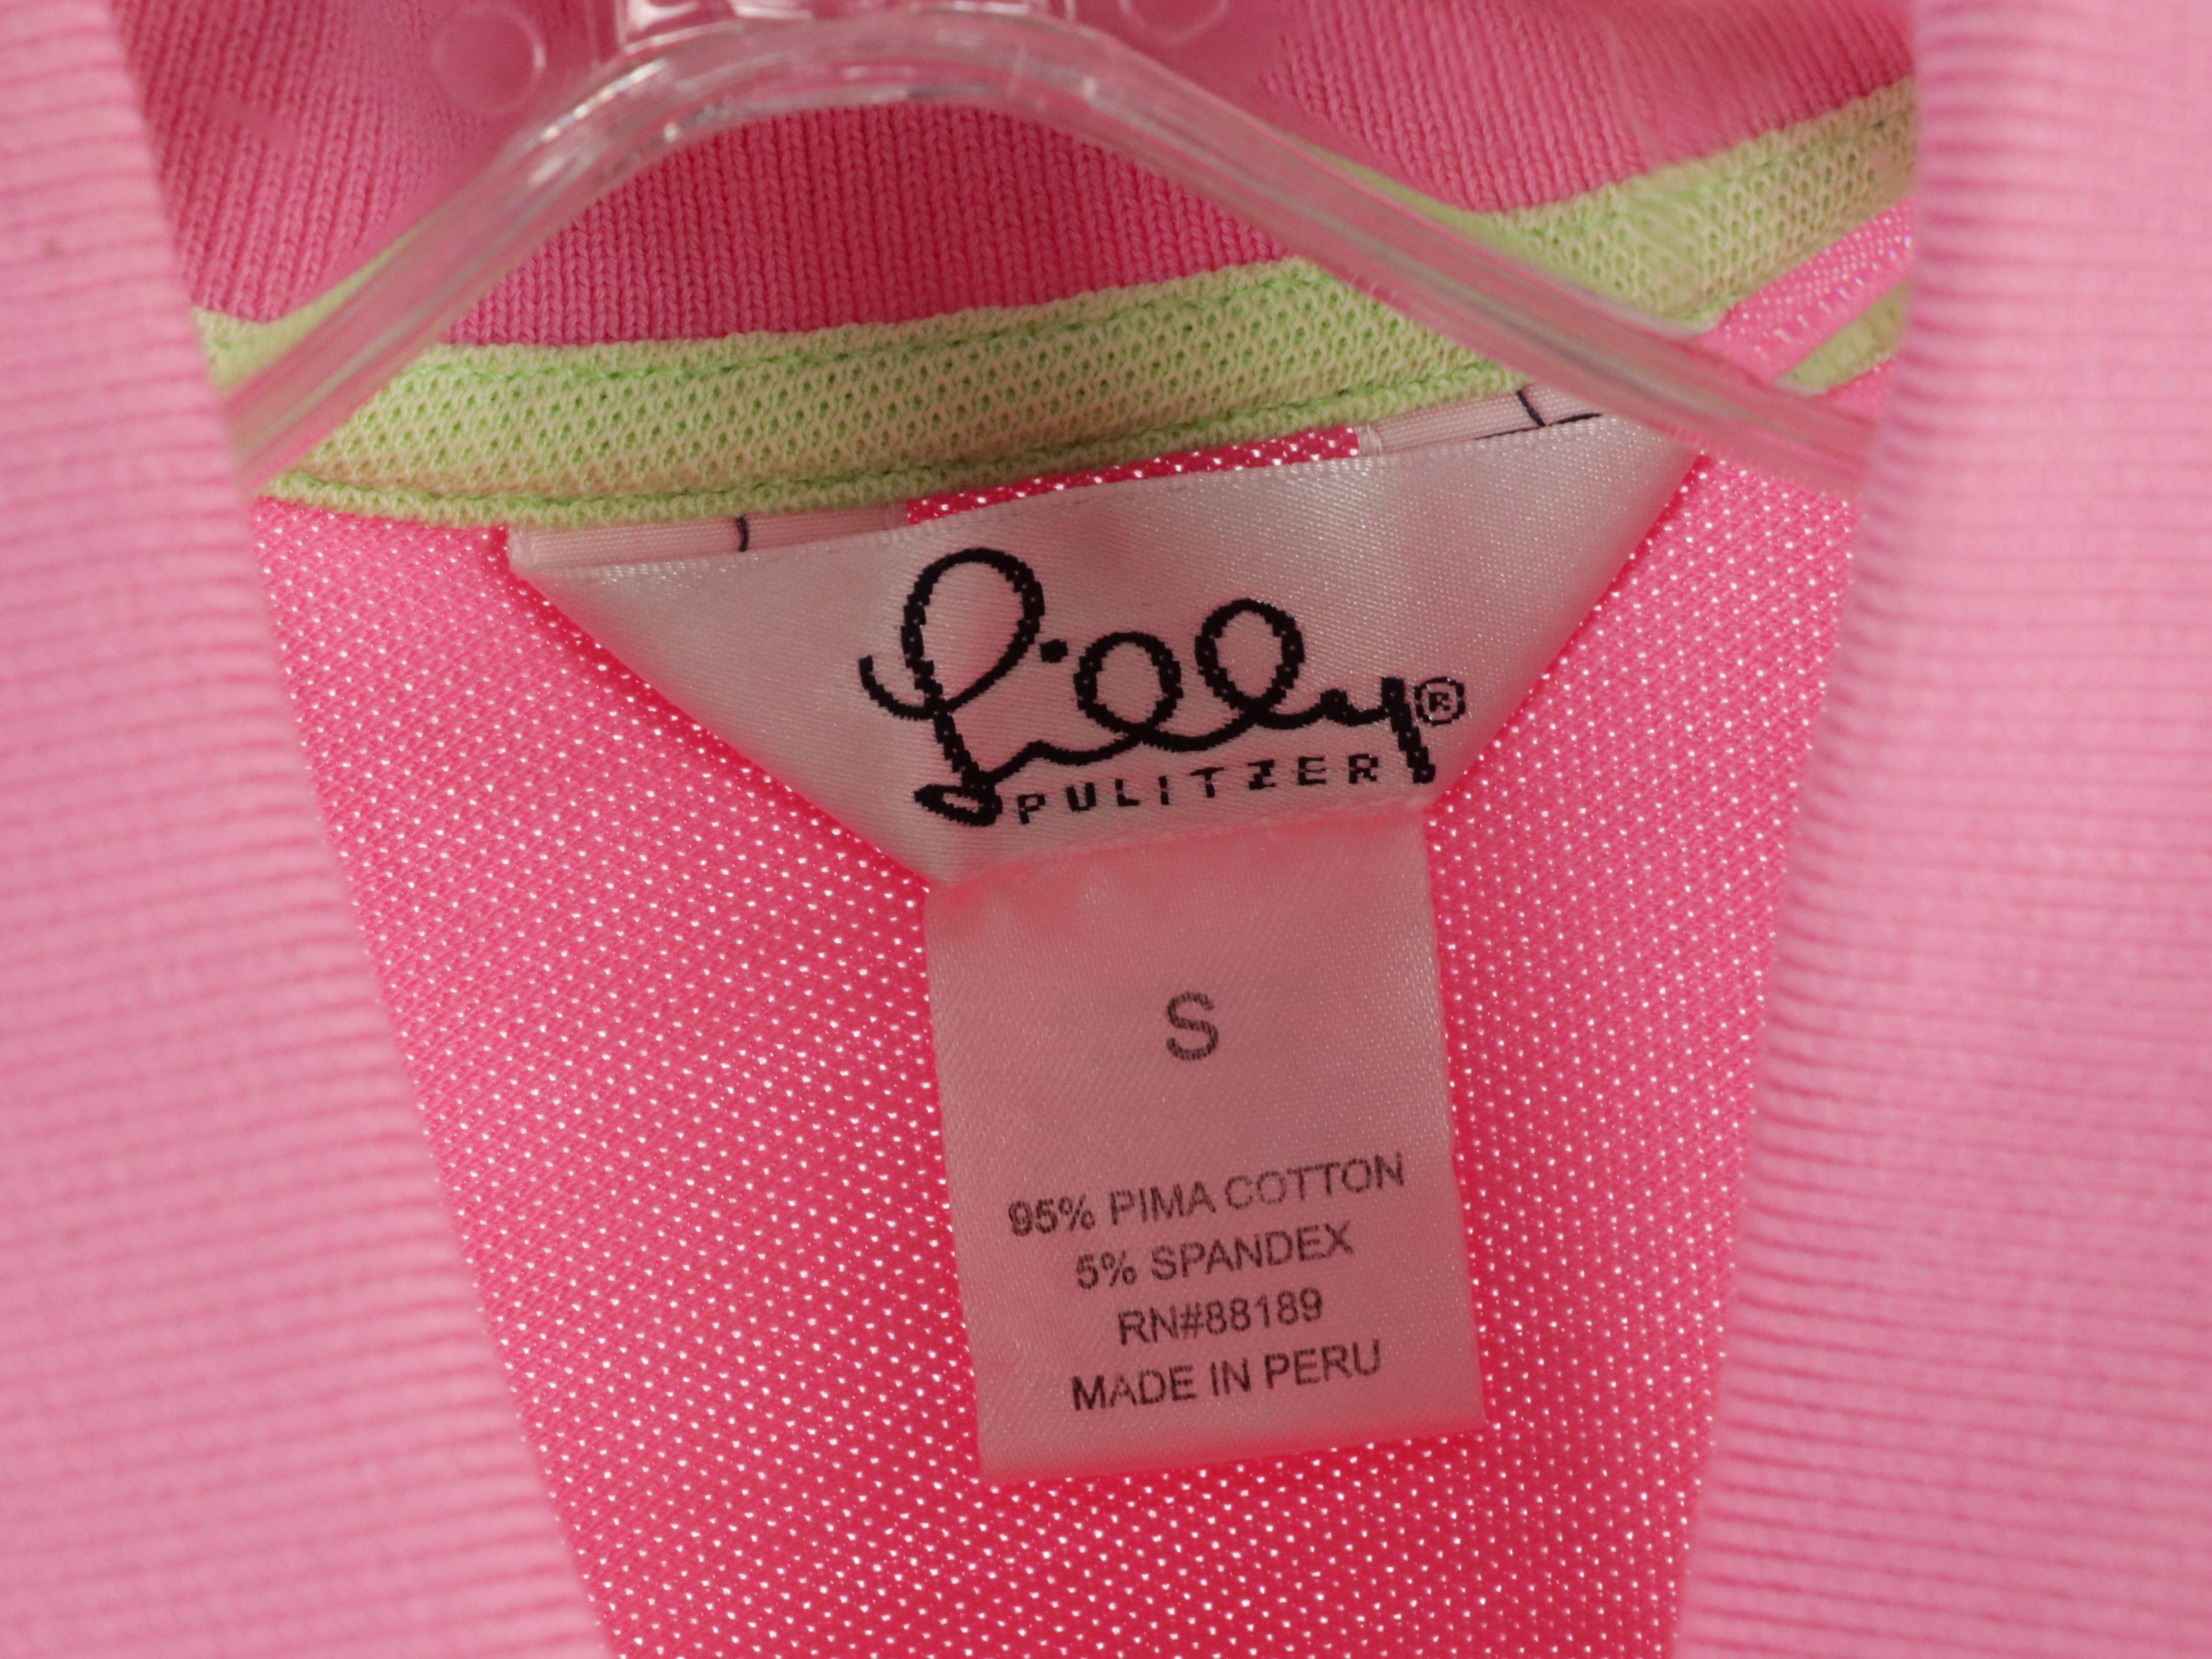 Lilly®
PULITZER
S
95% PIMA COTTON
5% SPANDEX
RN#88189
MADE IN PERU